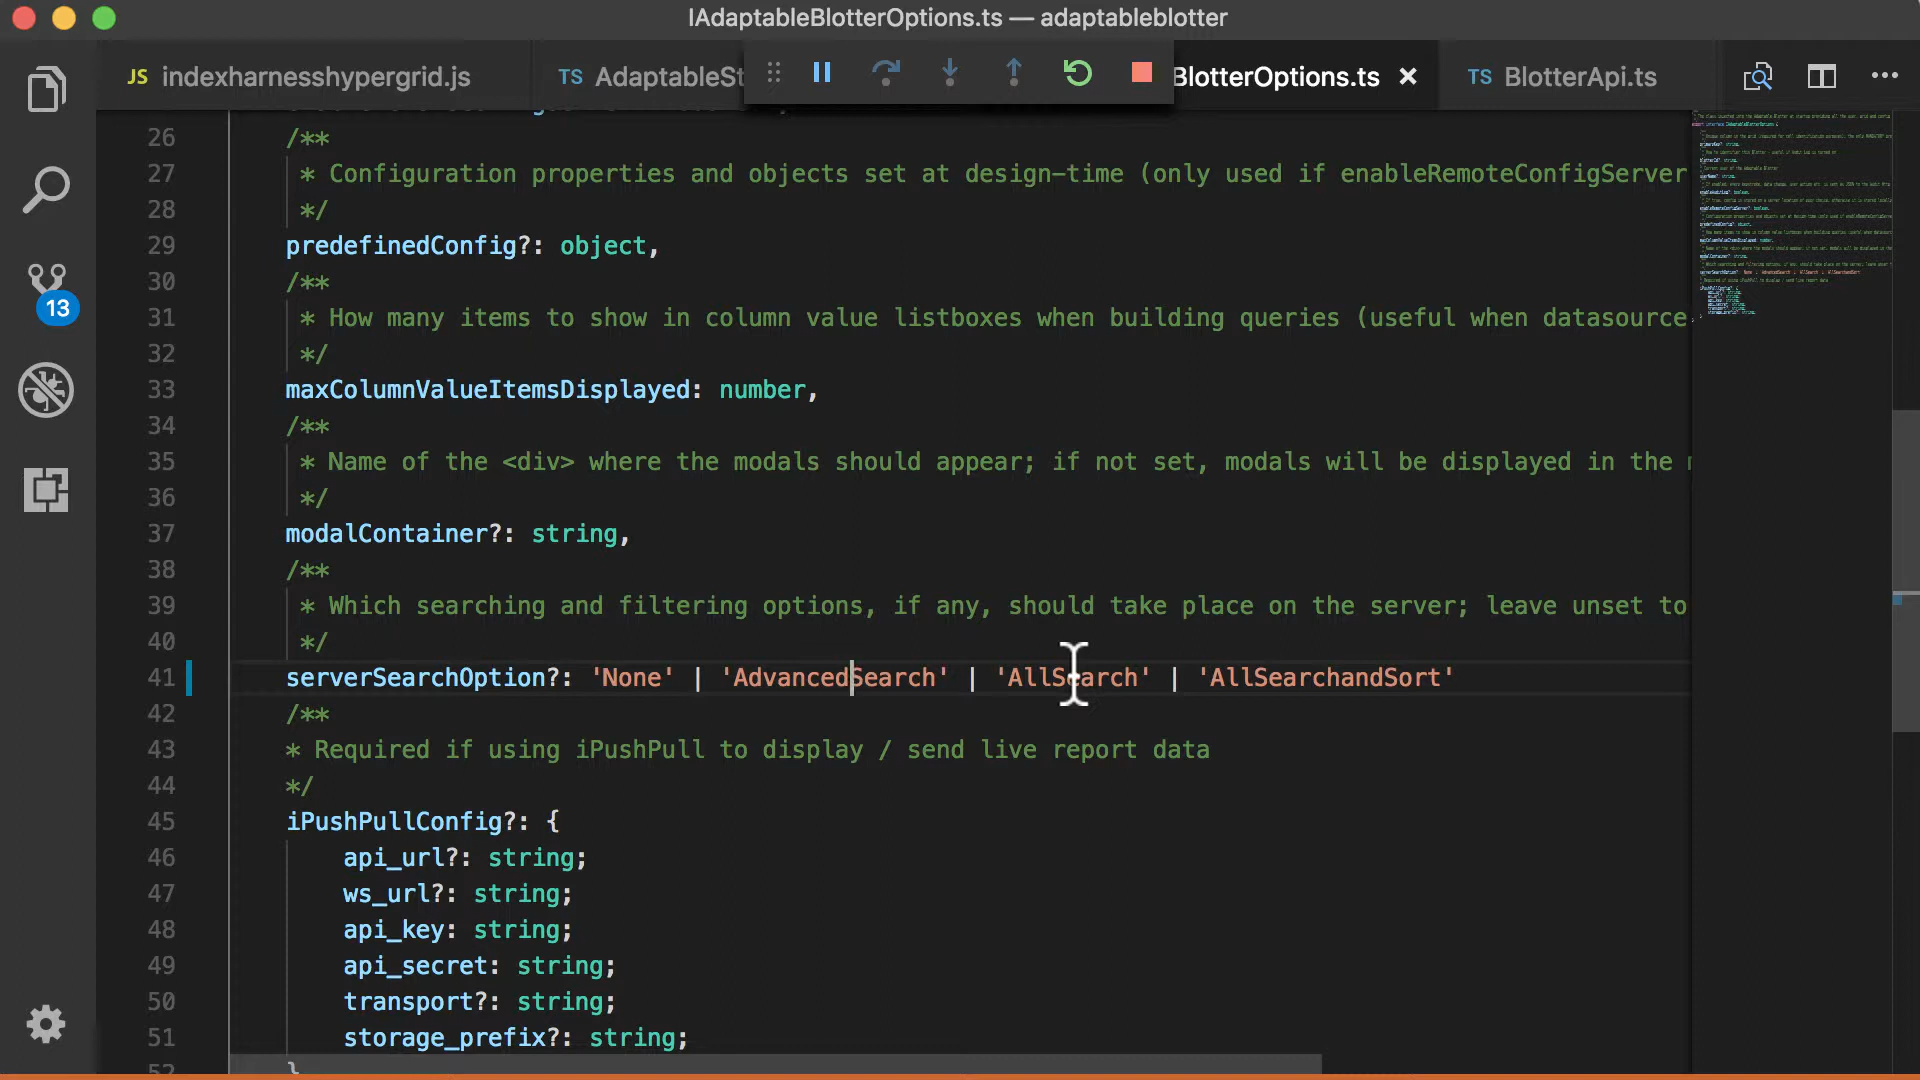 IAdaptableBlotterOptions.ts — adaptableblotter
JS indexharnesshypergrid.js
TS AdaptableSt
BlotterOptions.ts
TS BlotterApi.ts
26 /**
27 * Configuration properties and objects set at design-time (only used if enableRemoteConfigServer
28 */
29 predefinedConfig?: object,
30 /**
31 * How many items to show in column value listboxes when building queries (useful when datasource
32 */
33 maxColumnValueItemsDisplayed: number,
34 /**
35 * Name of the <div> where the modals should appear; if not set, modals will be displayed in the
36 */
37 modalContainer?: string,
38 /**
39 * Which searching and filtering options, if any, should take place on the server; leave unset to
40 */
41 serverSearchOption?: 'None' | 'AdvancedSearch' | 'AllSearch' | 'AllSearchandSort'
42 /**
43 * Required if using iPushPull to display / send live report data
44 */
45 iPushPullConfig?: {
46 api_url?: string;
47 ws_url?: string;
48 api_key: string;
49 api_secret: string;
50 transport?: string;
51 storage_prefix?: string;
52 }
13